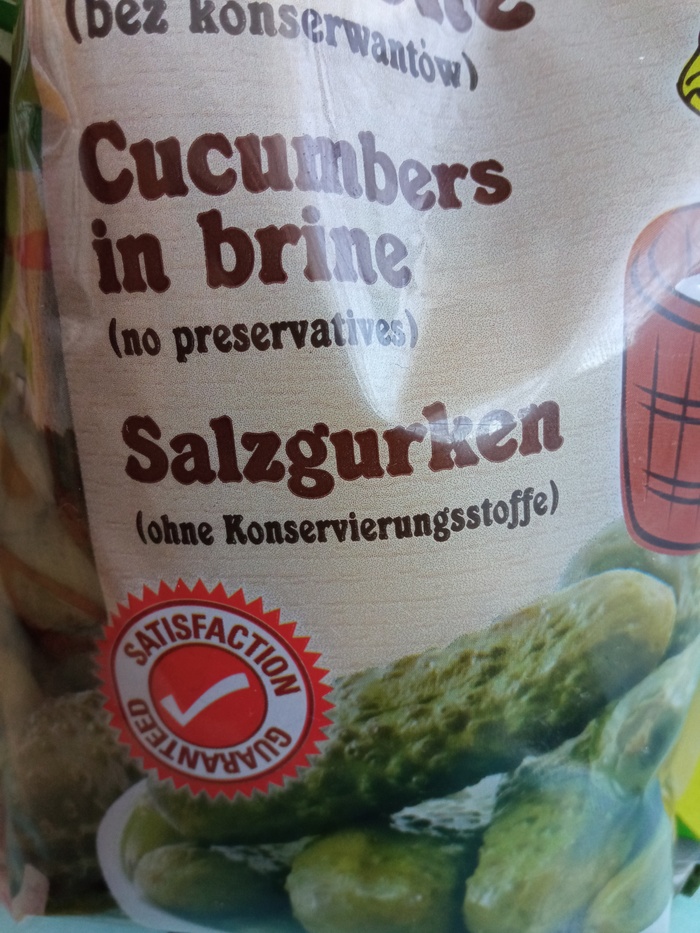 (bez konserwantów)
Cucumbers
in brine
(no preservatives)
Salzgurken
(ohne Konservierungsstoffe)
SATISFACTION
GUARANTEED